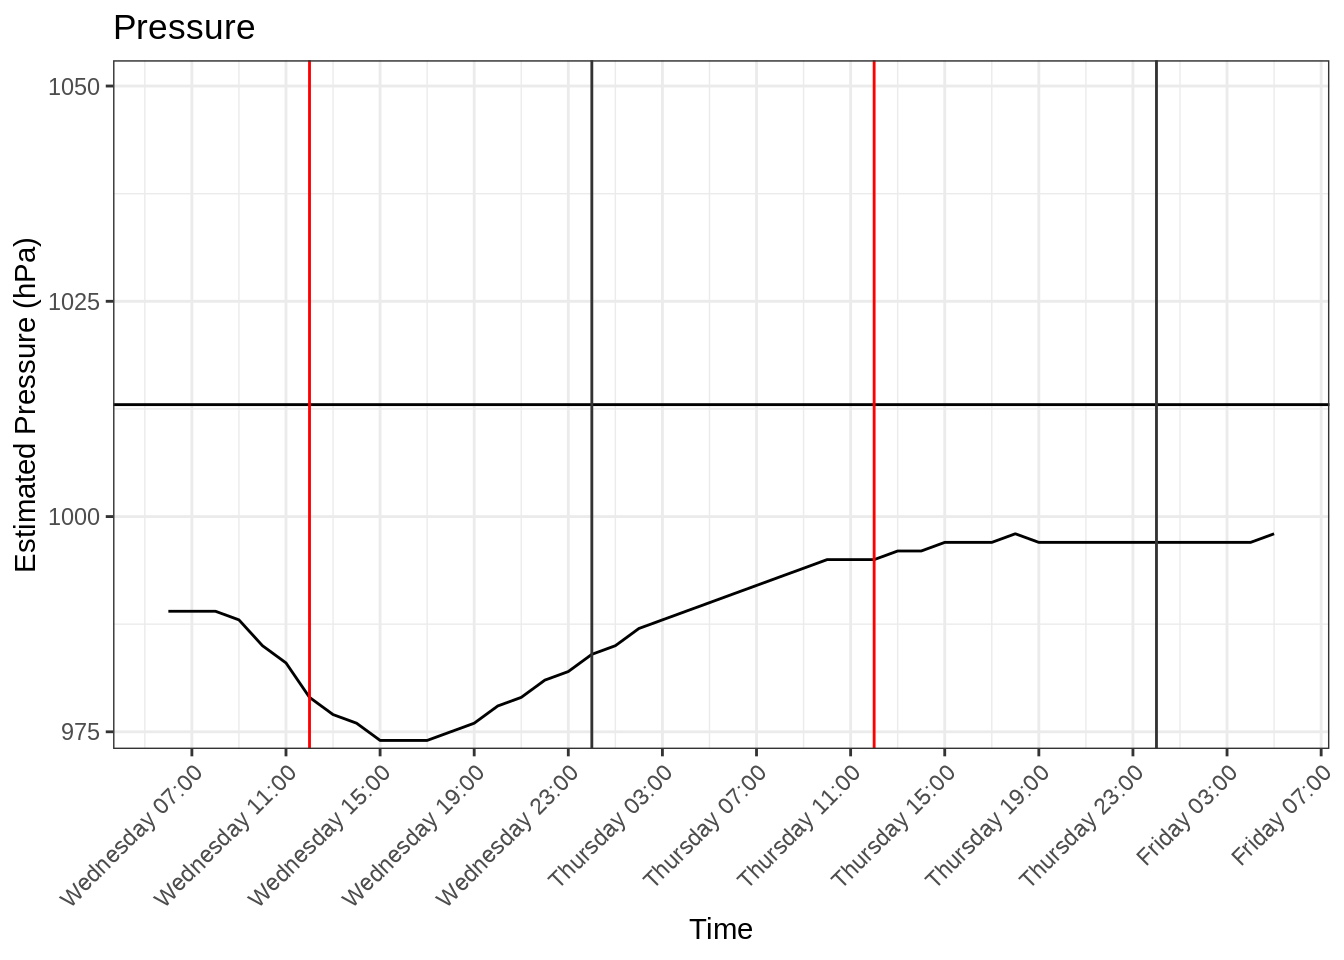 Pressure
Estimated Pressure (hPa)
1050
1025
1000
975
Wednesday 07:00
Wednesday 11:00
Wednesday 15:00
Wednesday 19:00
Wednesday 23:00
Thursday 03:00
Thursday 07:00
Thursday 11:00
Thursday 15:00
Thursday 19:00
Thursday 23:00
Friday 03:00
Friday 07:00
Time